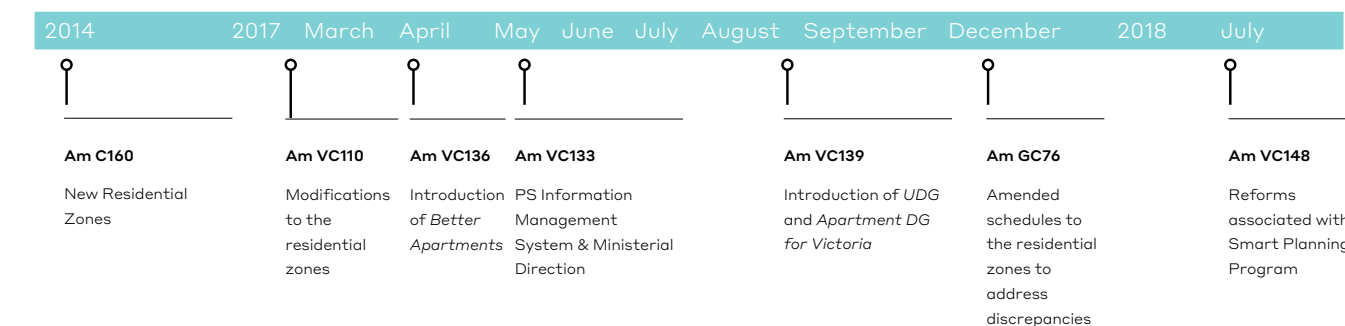 2014 2017 March April May June July August September December 2018 July
Am C160
New Residential
Zones
Am VC110
Modifications
to the
residential
zones
Am VC136
Introduction
of Better
Apartments
Am VC133
PS Information
Management
System & Ministerial
Direction
Am VC139
Introduction of UDG
and Apartment DG
for Victoria
Am GC76
Amended
schedules to
the residential
zones to
address
discrepancies
Am VC148
Reforms
associated with
Smart Planning
Program